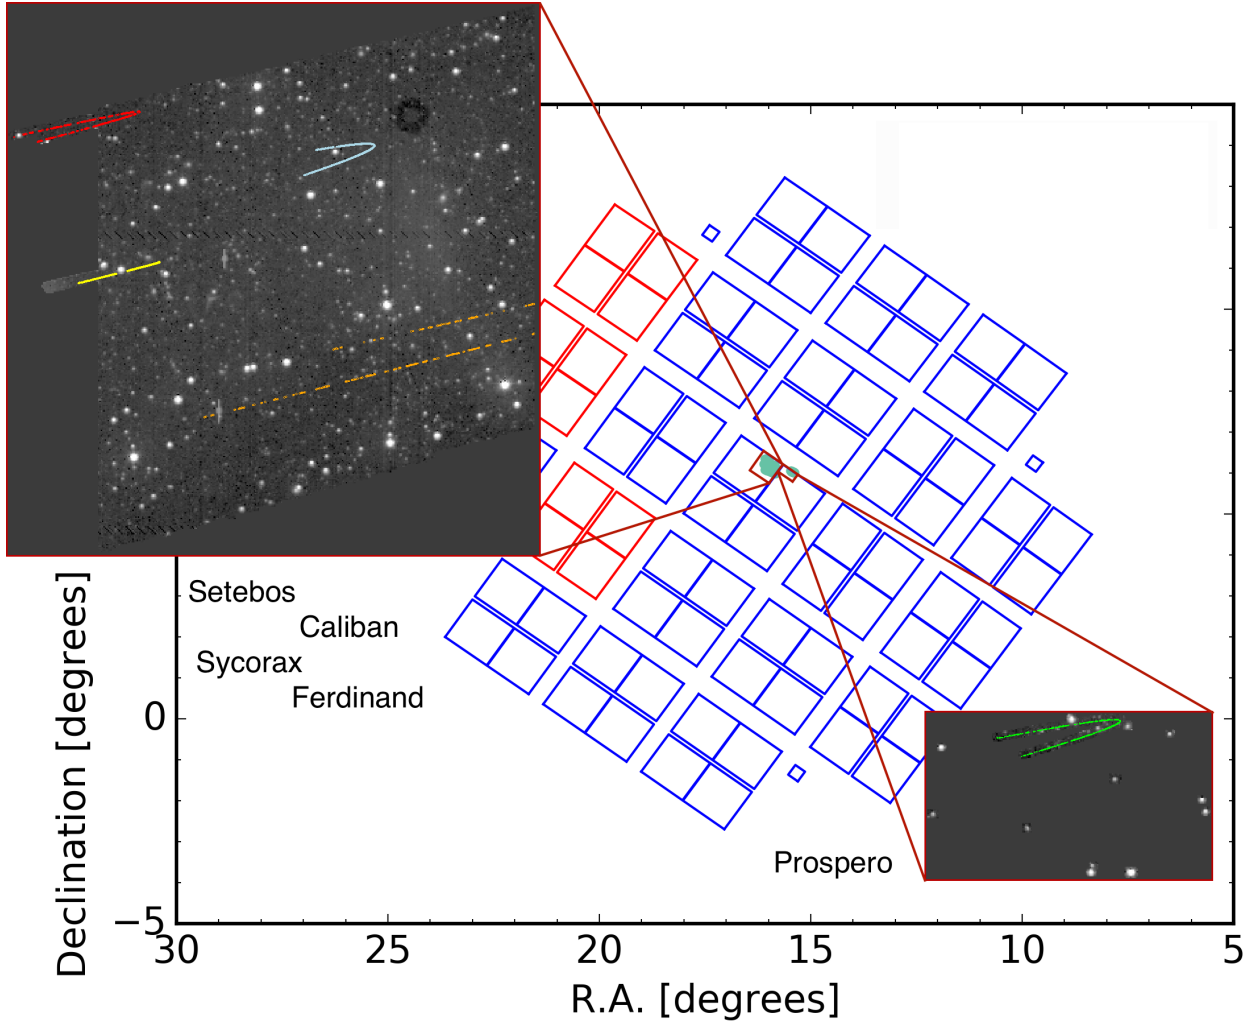 Setebos
Caliban
Sycorax
Ferdinand
Prospero
Declination [degrees]
0
−5
30 25 20 15 10 5
R.A. [degrees]